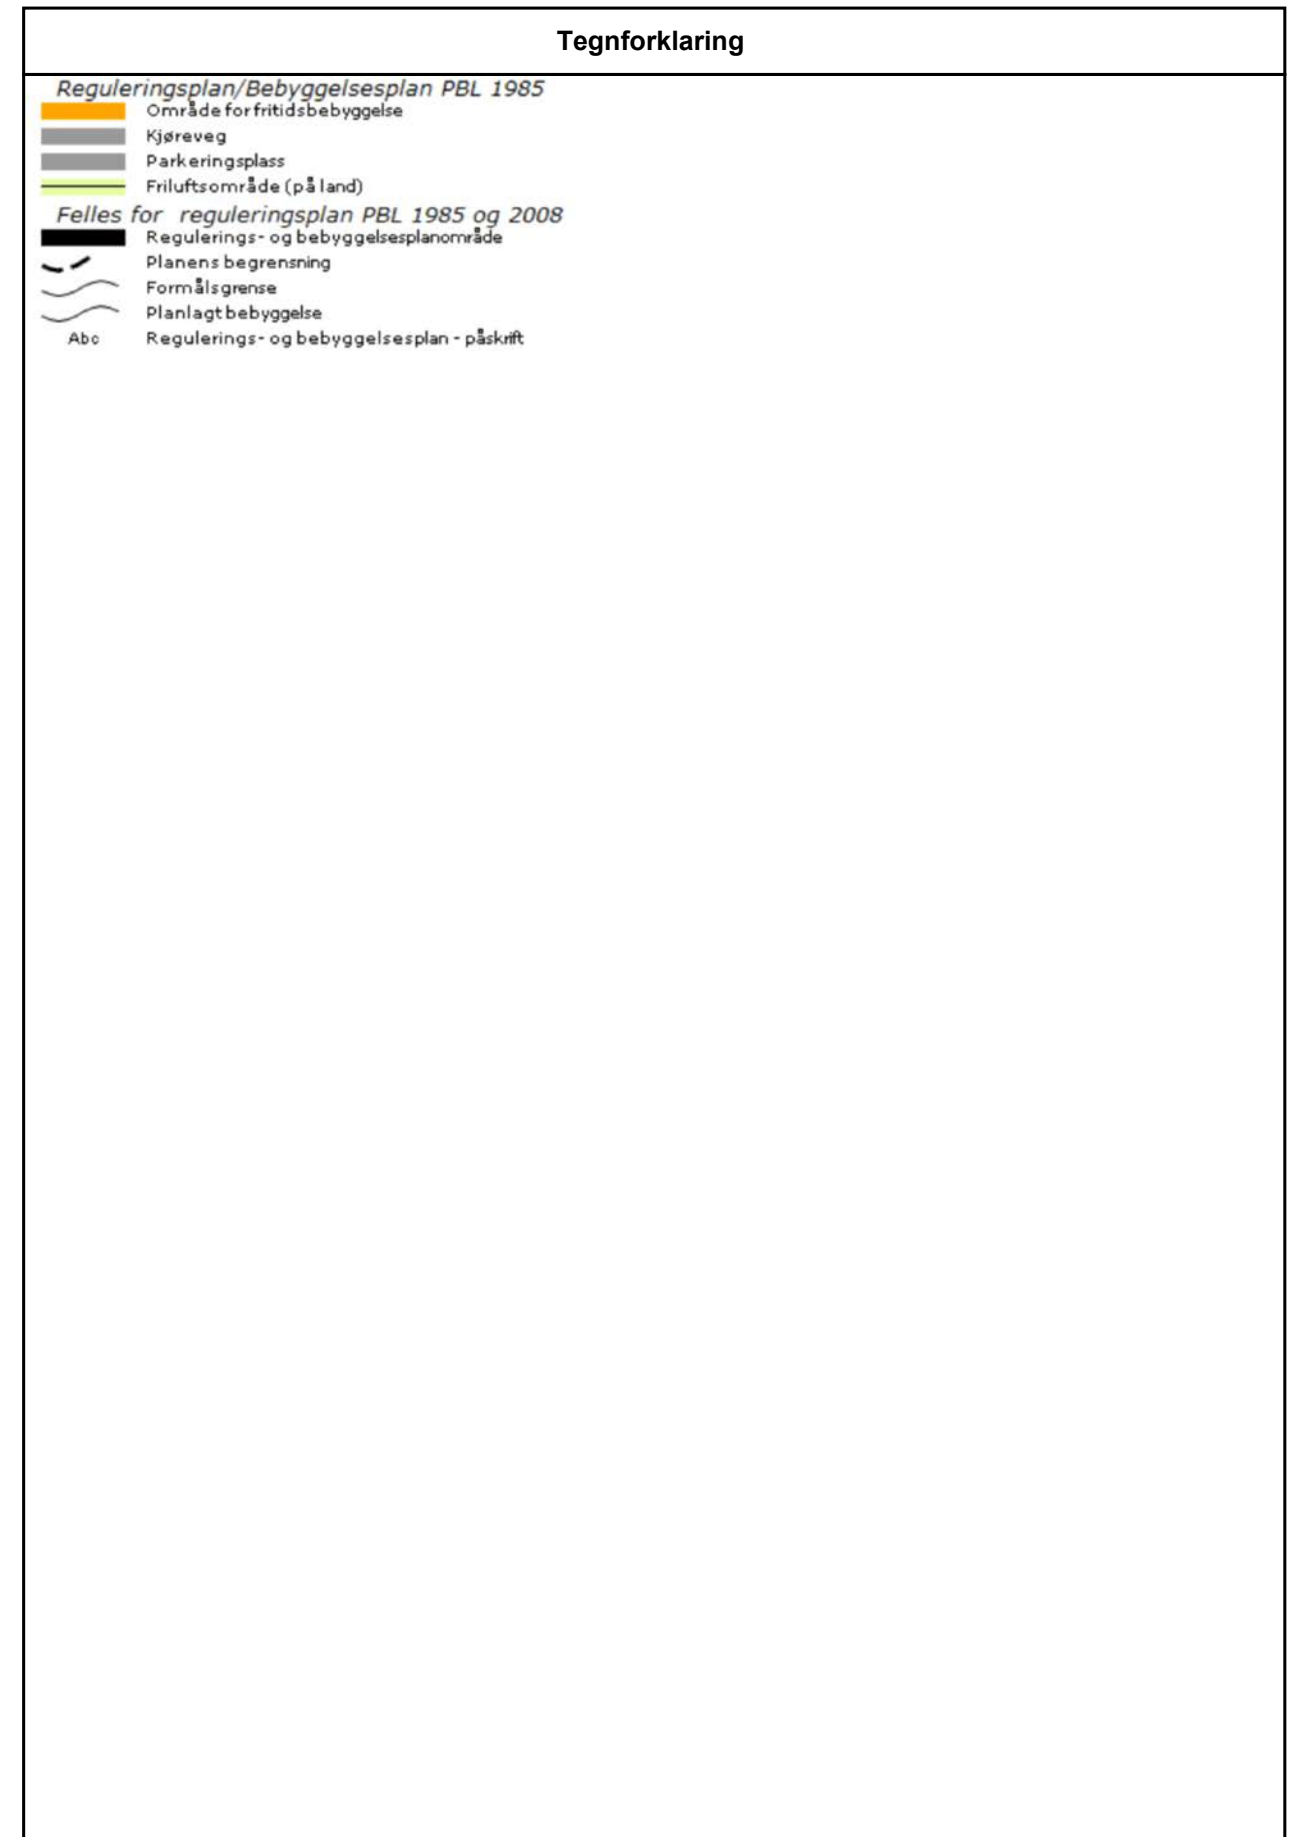 Tegnforklaring
Reguleringsplan/Bebyggelsesplan PBL 1985
Område for fritidsbebyggelse
Kjøreveg
Parkeringsplass
Friluftsområde (på land)
Felles for reguleringsplan PBL 1985 og 2008
Regulerings- og bebyggelsesplanområde
Planens begrensning
Formålsgrense
Planlagt bebyggelse
Abc Regulerings- og bebyggelsesplan - påskrift